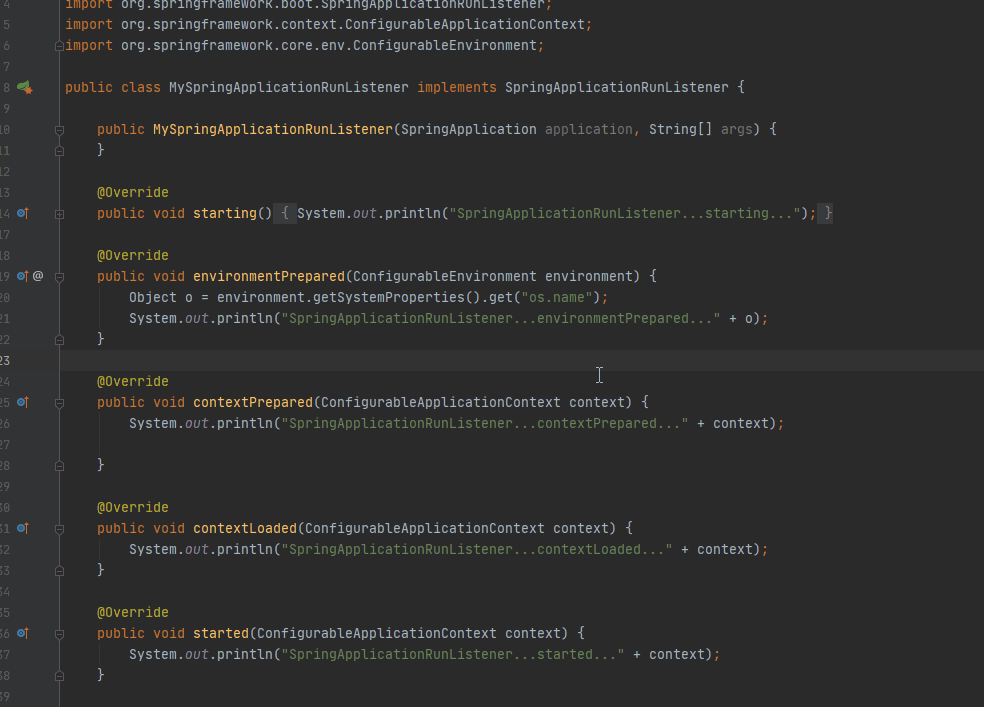 4 import org.springframework.boot.SpringApplicationRunListener;
5 import org.springframework.context.ConfigurableApplicationContext;
6 import org.springframework.core.env.ConfigurableEnvironment;
7
8 public class MySpringApplicationRunListener implements SpringApplicationRunListener {
9
10 public MySpringApplicationRunListener(SpringApplication application, String[] args) {
11 }
12
13 @Override
14 public void starting() { System.out.println("SpringApplicationRunListener...starting..."); }
17
18 @Override
19 @ public void environmentPrepared(ConfigurableEnvironment environment) {
20 Object o = environment.getSystemProperties().get("os.name");
21 System.out.println("SpringApplicationRunListener...environmentPrepared..." + o);
22 }
23
24 @Override
25 public void contextPrepared(ConfigurableApplicationContext context) {
26 System.out.println("SpringApplicationRunListener...contextPrepared..." + context);
27
28 }
29
30 @Override
31 public void contextLoaded(ConfigurableApplicationContext context) {
32 System.out.println("SpringApplicationRunListener...contextLoaded..." + context);
33 }
34
35 @Override
36 public void started(ConfigurableApplicationContext context) {
37 System.out.println("SpringApplicationRunListener...started..." + context);
38 }
39